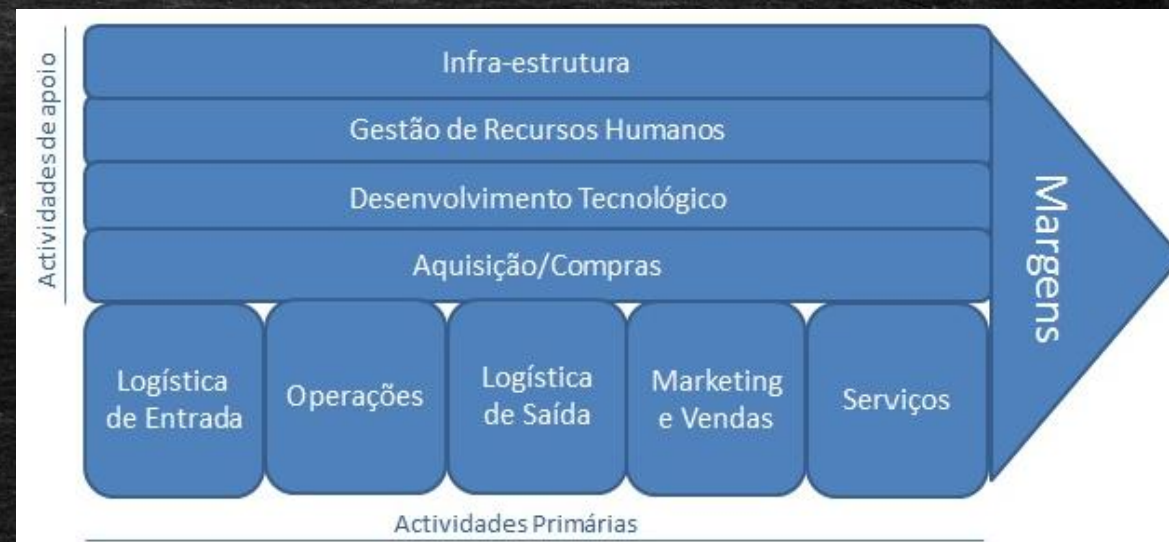 Actividades de apoio
Infra-estrutura
Gestão de Recursos Humanos
Desenvolvimento Tecnológico
Aquisição/Compras
Logística
de Entrada
Operações
Logística
de Saída
Marketing
e Vendas
Serviços
Margens
Actividades Primárias